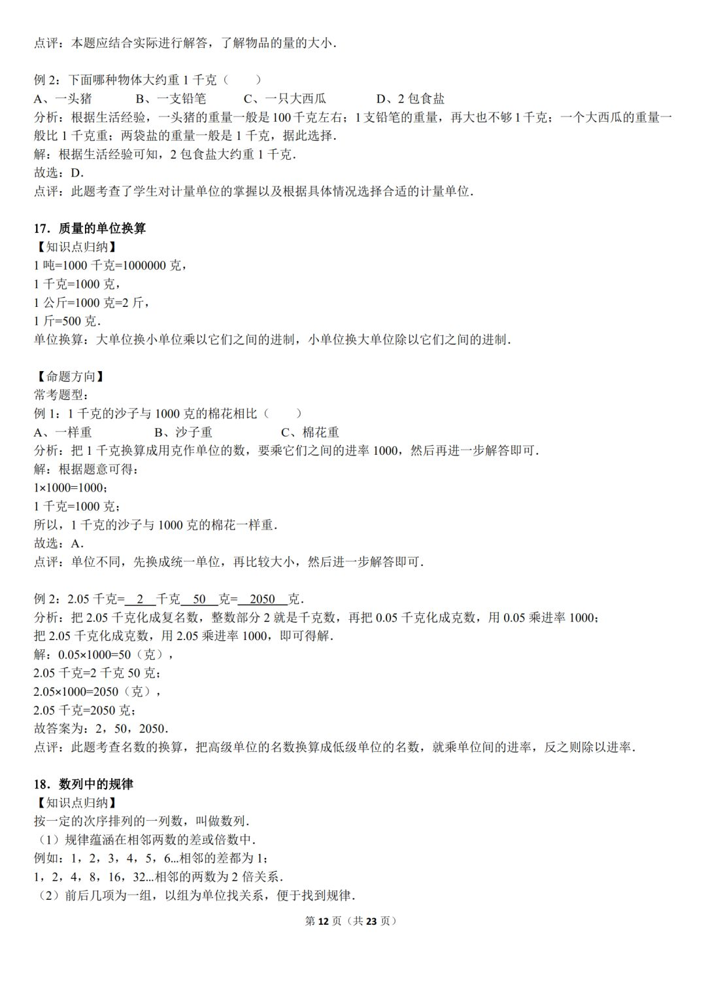 点评：本题应结合实际进行解答，了解物品的量的大小．
例 2：下面哪种物体大约重 1 千克（　　）
A、一头猪　　B、一支铅笔　　C、一只大西瓜　　D、2 包食盐
分析：根据生活经验，一头猪的重量一般是 100 千克左右；1 支铅笔的重量，再大也不够 1 千克；一个大西瓜的重量一
般比 1 千克重；两袋盐的重量一般是 1 千克，据此选择．
解：根据生活经验可知，2 包食盐大约重 1 千克．
故选：D．
点评：此题考查了学生对计量单位的掌握以及根据具体情况选择合适的计量单位．
17．质量的单位换算
【知识点归纳】
1 吨=1000 千克=1000000 克，
1 千克=1000 克，
1 公斤=1000 克=2 斤，
1 斤=500 克．
单位换算：大单位换小单位乘以它们之间的进制，小单位换大单位除以它们之间的进制．
【命题方向】
常考题型：
例 1：1 千克的沙子与 1000 克的棉花相比（　　）
A、一样重　　B、沙子重　　C、棉花重
分析：把 1 千克换算成用克作单位的数，要乘它们之间的进率 1000，然后再进一步解答即可．
解：根据题意可得：
1×1000=1000；
1 千克=1000 克；
所以，1 千克的沙子与 1000 克的棉花一样重．
故选：A．
点评：单位不同，先换成统一单位，再比较大小，然后进一步解答即可．
例 2：2.05 千克=　2　千克　50　克=　2050　克．
分析：把 2.05 千克化成复名数，整数部分 2 就是千克数，再把 0.05 千克化成克数，用 0.05 乘进率 1000；
把 2.05 千克化成克数，用 2.05 乘进率 1000，即可得解．
解：0.05×1000=50（克），
2.05 千克=2 千克 50 克；
2.05×1000=2050（克），
2.05 千克=2050 克；
故答案为：2，50，2050．
点评：此题考查名数的换算，把高级单位的名数换算成低级单位的名数，就乘单位间的进率，反之则除以进率．
18．数列中的规律
【知识点归纳】
按一定的次序排列的一列数，叫做数列．
（1）规律蕴涵在相邻两数的差或倍数中．
例如：1，2，3，4，5，6…相邻的差都为 1；
1，2，4，8，16，32…相邻的两数为 2 倍关系．
（2）前后几项为一组，以组为单位找关系，便于找到规律．
第 12 页（共 23 页）